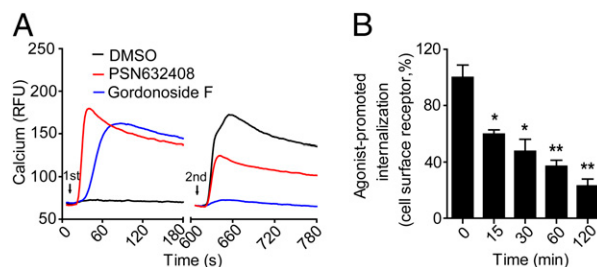 A
Calcium (RFU)
250
200
150
100
50
DMSO
PSN632408
Gordonoside F
1st
2nd
0
60
120
180
600
660
720
780
Time (s)
B
Agonist-promoted
internalization
(cell surface receptor,%)
120
80
40
0
*
*
**
**
0
15
30
60
120
Time (min)